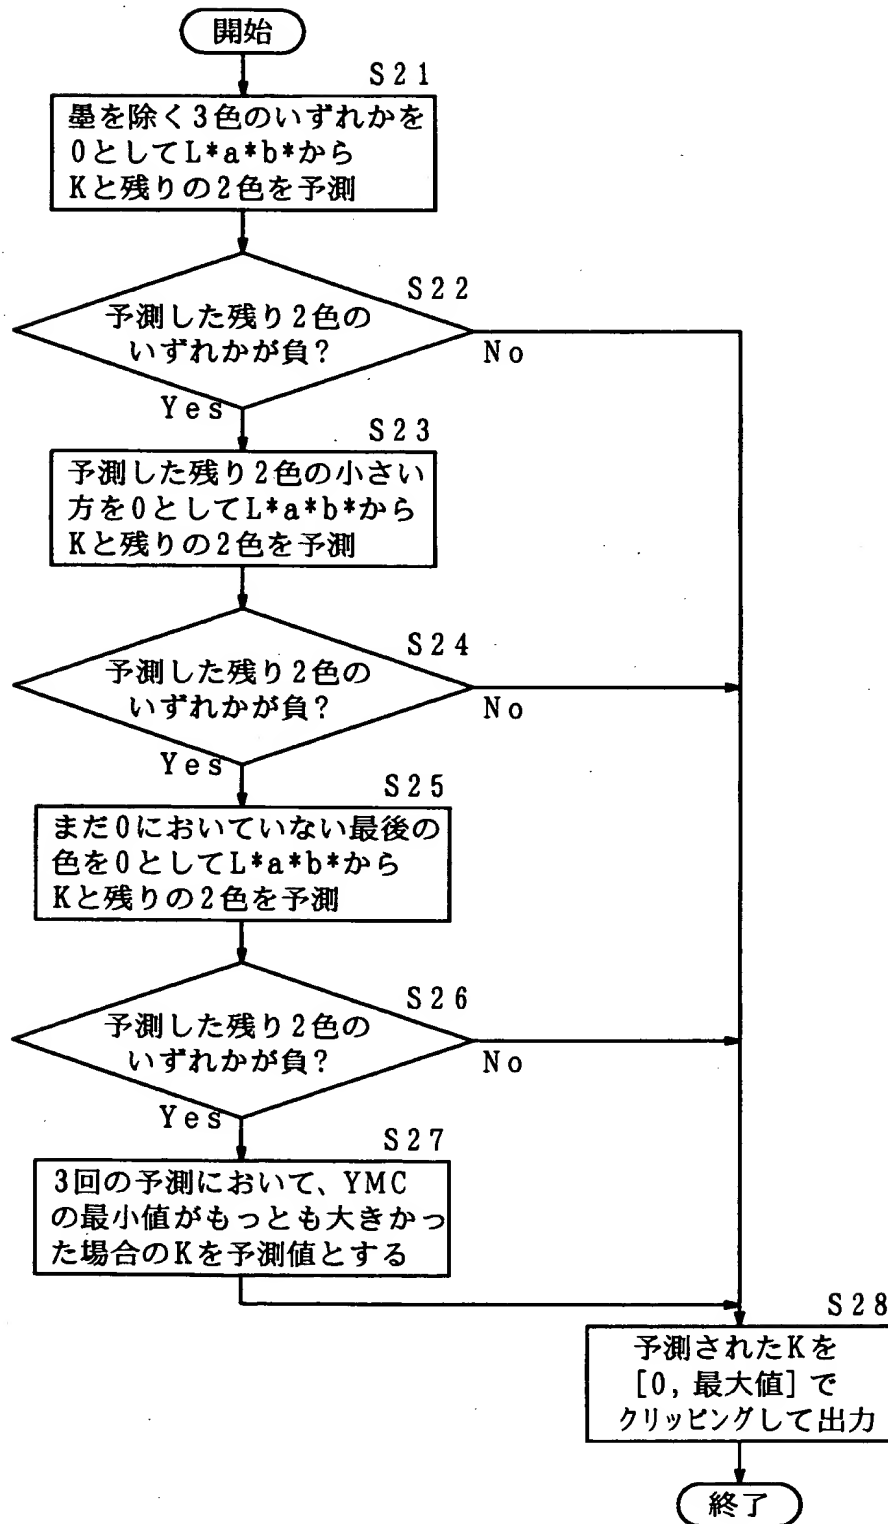 開始
S21
墨を除く3色のいずれかを
0としてL*a*b*から
Kと残りの2色を予測
S22
予測した残り2色の
いずれかが負?
No
Yes
S23
予測した残り2色の小さい
方を0としてL*a*b*から
Kと残りの2色を予測
S24
予測した残り2色の
いずれかが負?
No
Yes
S25
まだ0においていない最後の
色を0としてL*a*b*から
Kと残りの2色を予測
S26
予測した残り2色の
いずれかが負?
No
Yes
S27
3回の予測において、YMC
の最小値がもっとも大きかっ
た場合のKを予測値とする
S28
予測されたKを
[0,最大値]で
クリッピングして出力
終了